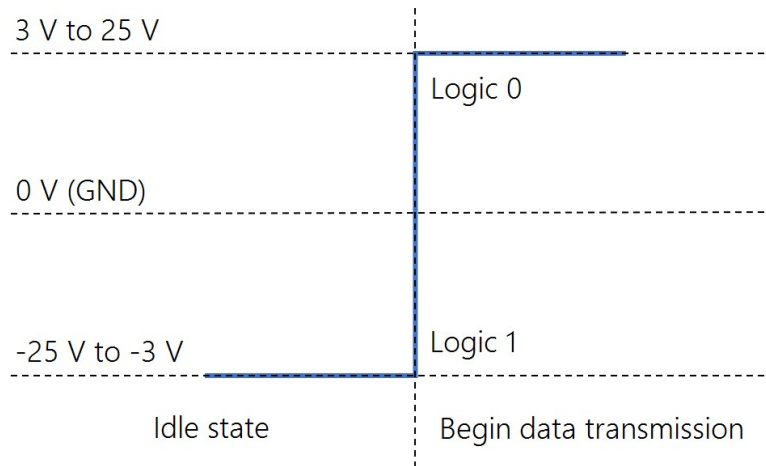 3 V to 25 V
Logic 0
0 V (GND)
Logic 1
-25 V to -3 V
Idle state
Begin data transmission